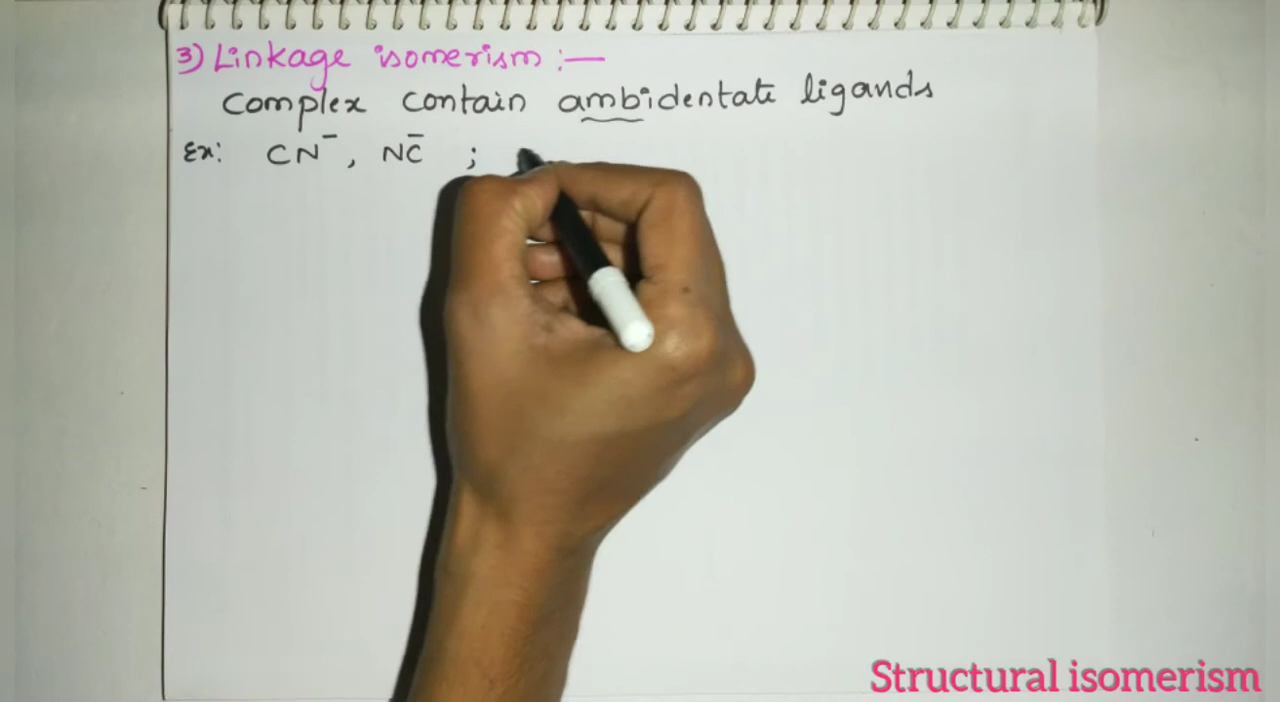 3) Linkage isomerism :—
Complex contain ambidentate ligands
Ex: CN⁻, NC⁻ ;
Structural isomerism